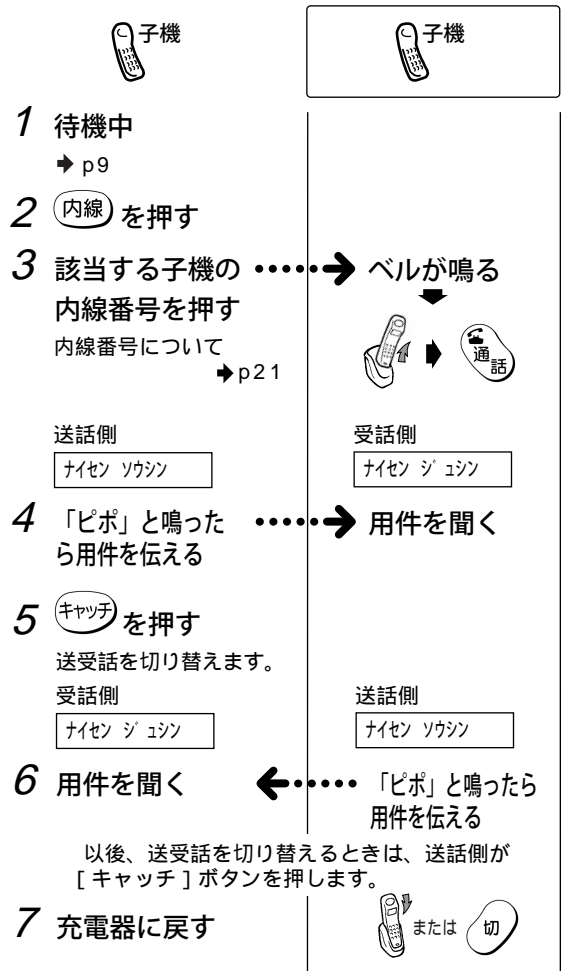 子機
子機
1 待機中
➡ p9
2 内線 を押す
3 該当する子機の
内線番号を押す
内線番号について
➡p21
ベルが鳴る
通話
送話側
ナイセン ソウシン
受話側
ナイセン ジュシン
4 「ピポ」と鳴った
ら用件を伝える
用件を聞く
5 キャッチ を押す
送受話を切り替えます。
受話側
ナイセン ジュシン
送話側
ナイセン ソウシン
6 用件を聞く
「ピポ」と鳴ったら
用件を伝える
以後、送受話を切り替えるときは、送話側が
[キャッチ]ボタンを押します。
7 充電器に戻す
または 切